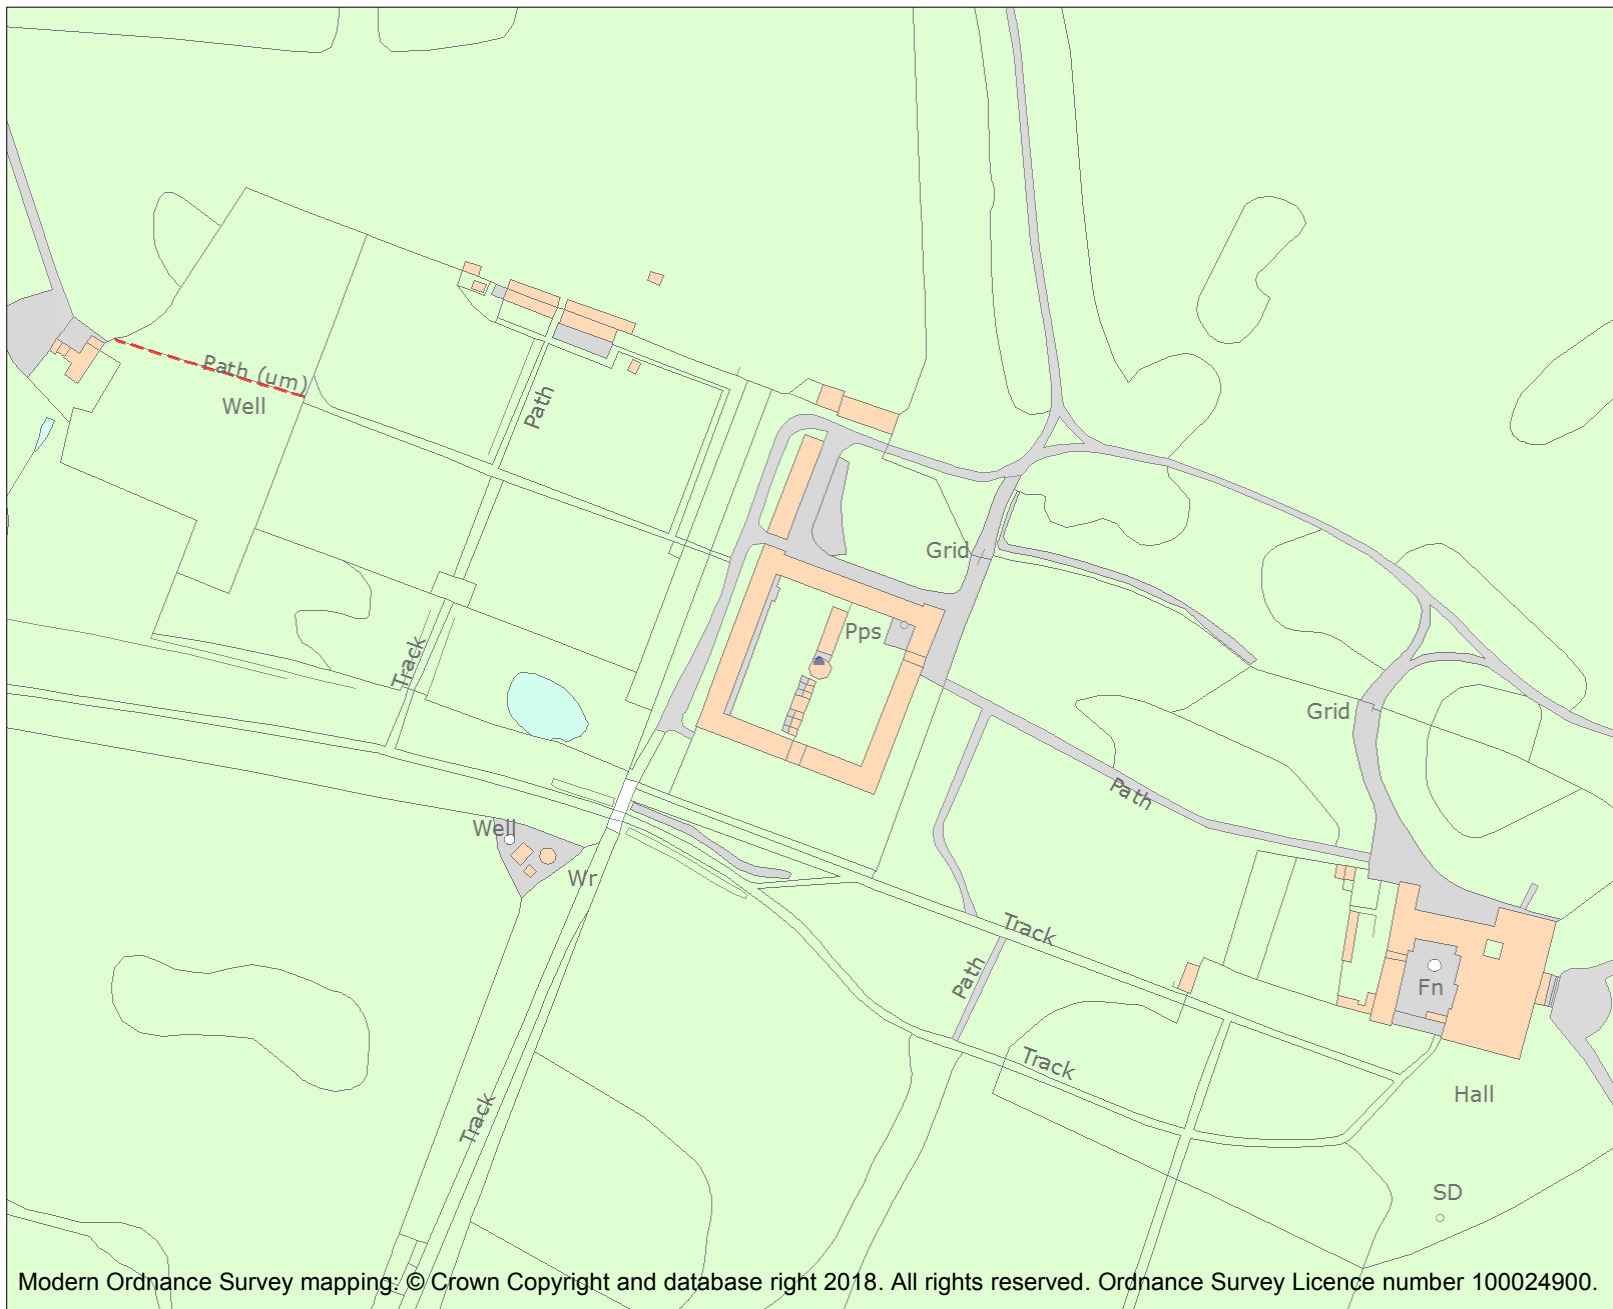 Path (um)
Well
Path
Grid
Pps
Track
Grid
Path
Well
Wr
Track
Path
Fn
Track
Hall
Track
SD
Modern Ordnance Survey mapping: © Crown Copyright and database right 2018. All rights reserved. Ordnance Survey Licence number 100024900.